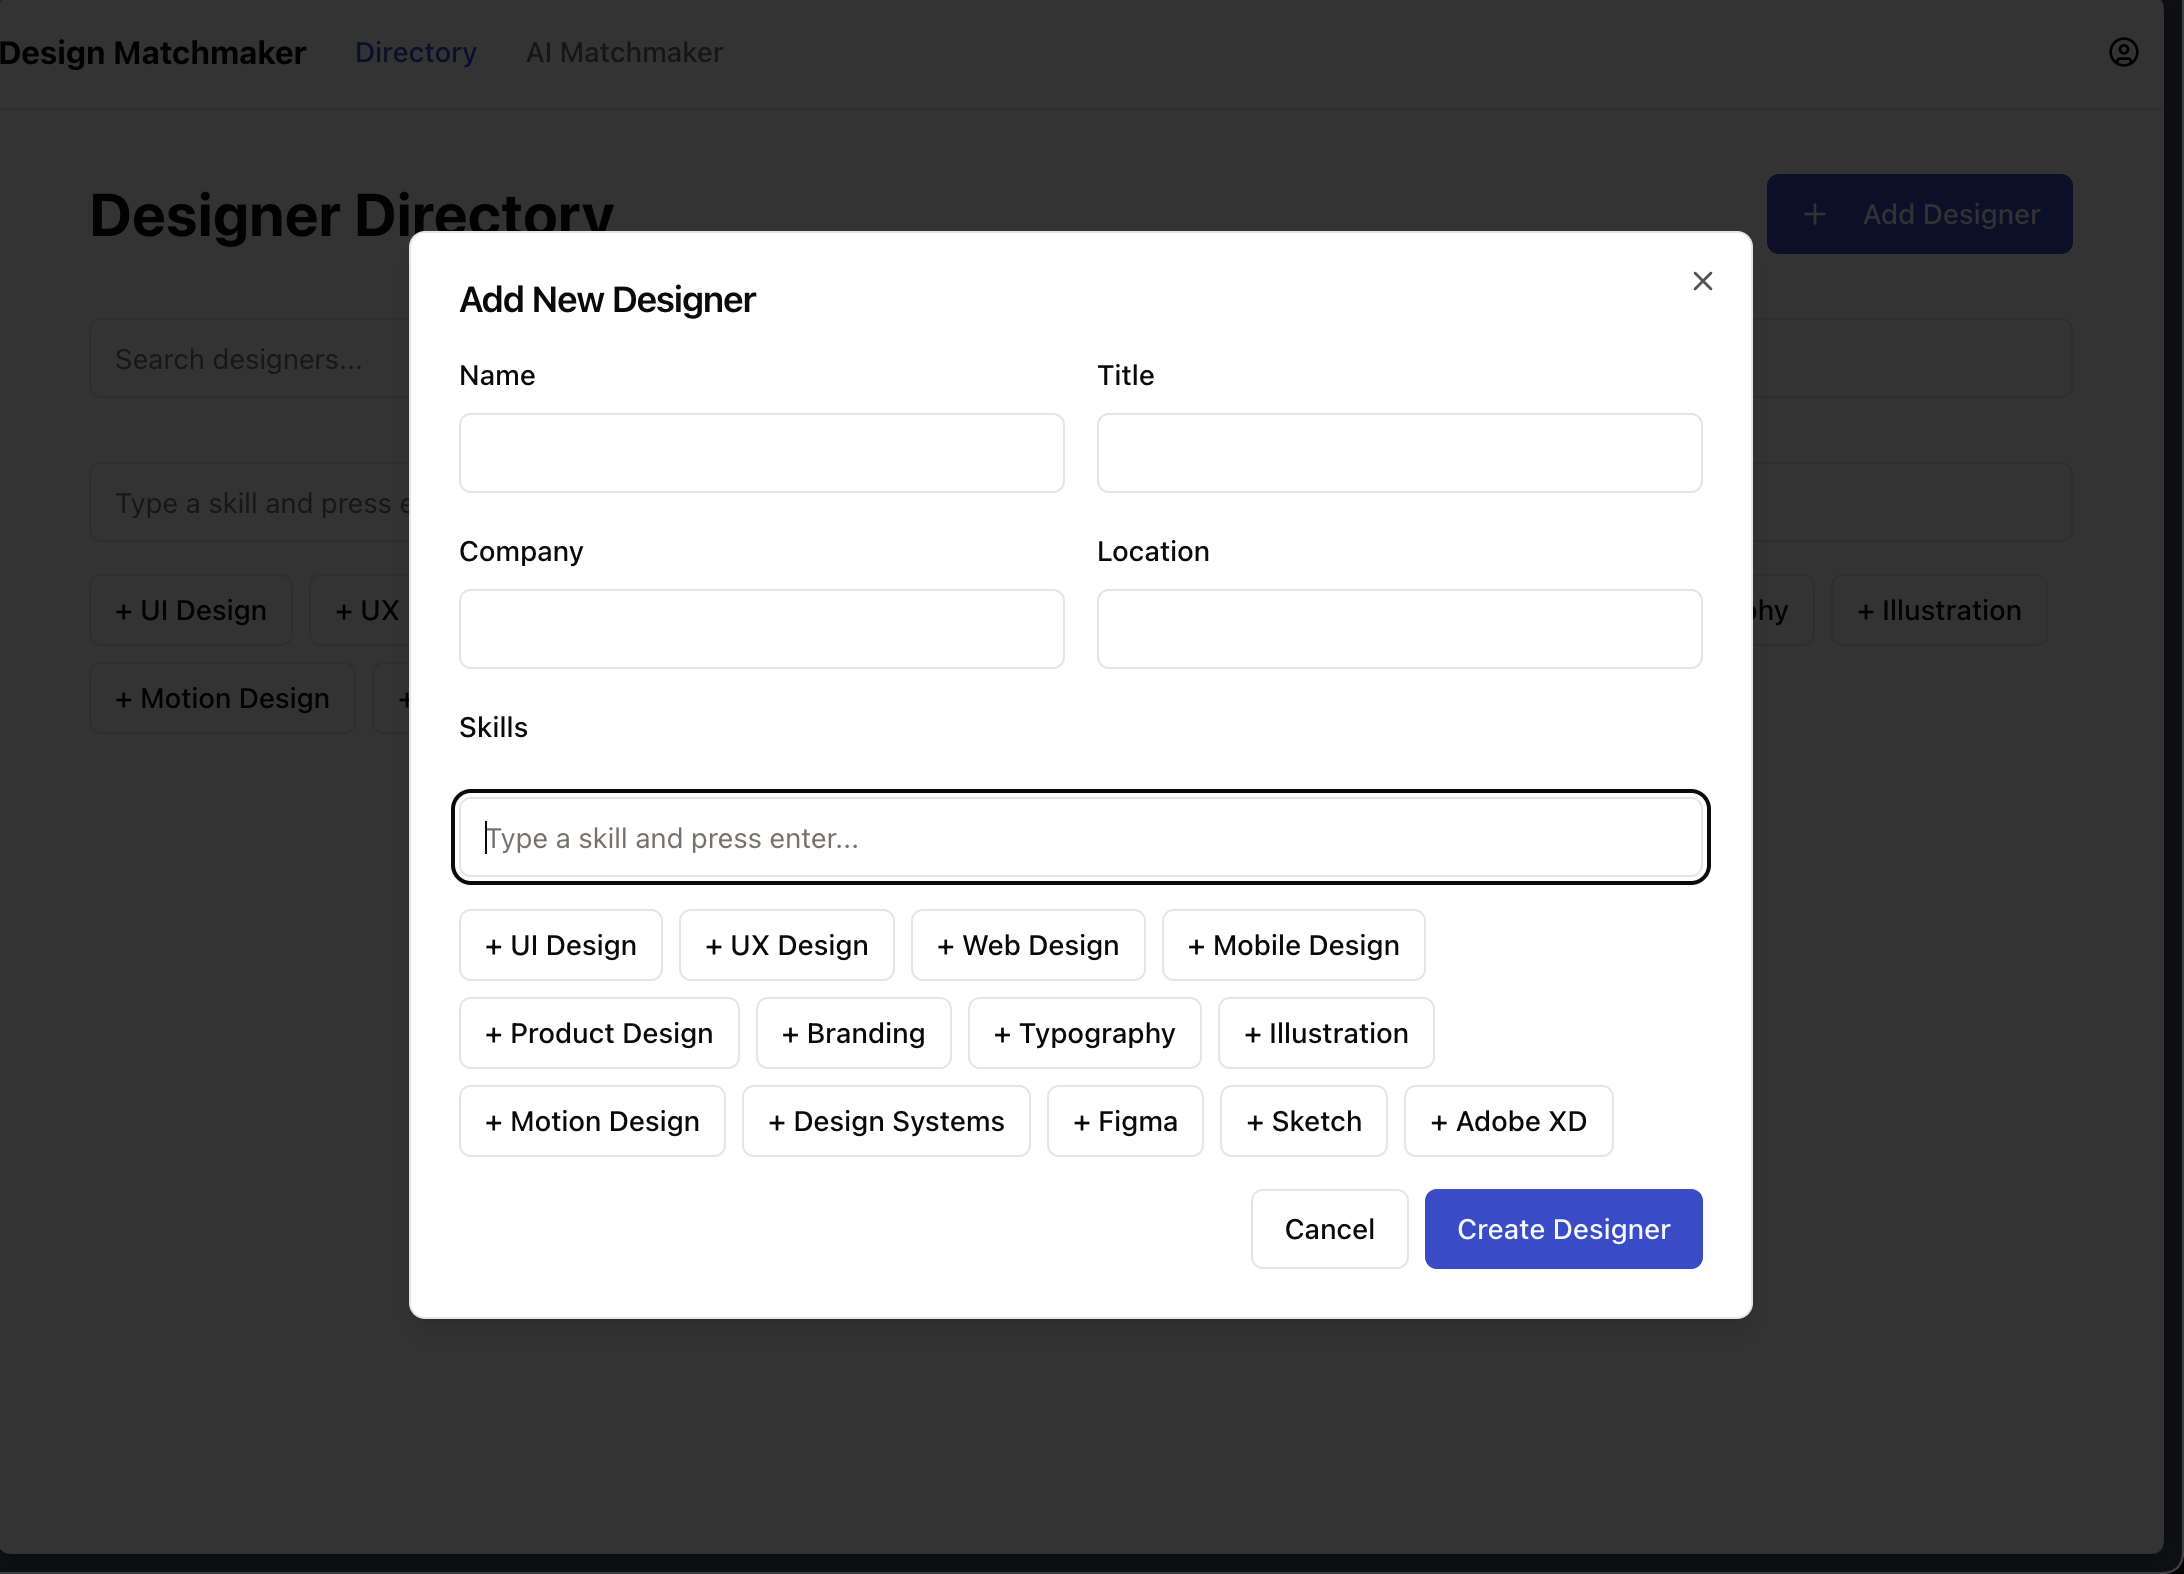 Design Matchmaker Directory AI Matchmaker
Designer Directory
+ Add Designer
Search designers...
Type a skill and press e
+ UI Design + UX hy + Illustration
+ Motion Design +
Add New Designer
Name Title
Company Location
Skills
Type a skill and press enter...
+ UI Design + UX Design + Web Design + Mobile Design
+ Product Design + Branding + Typography + Illustration
+ Motion Design + Design Systems + Figma + Sketch + Adobe XD
Cancel Create Designer